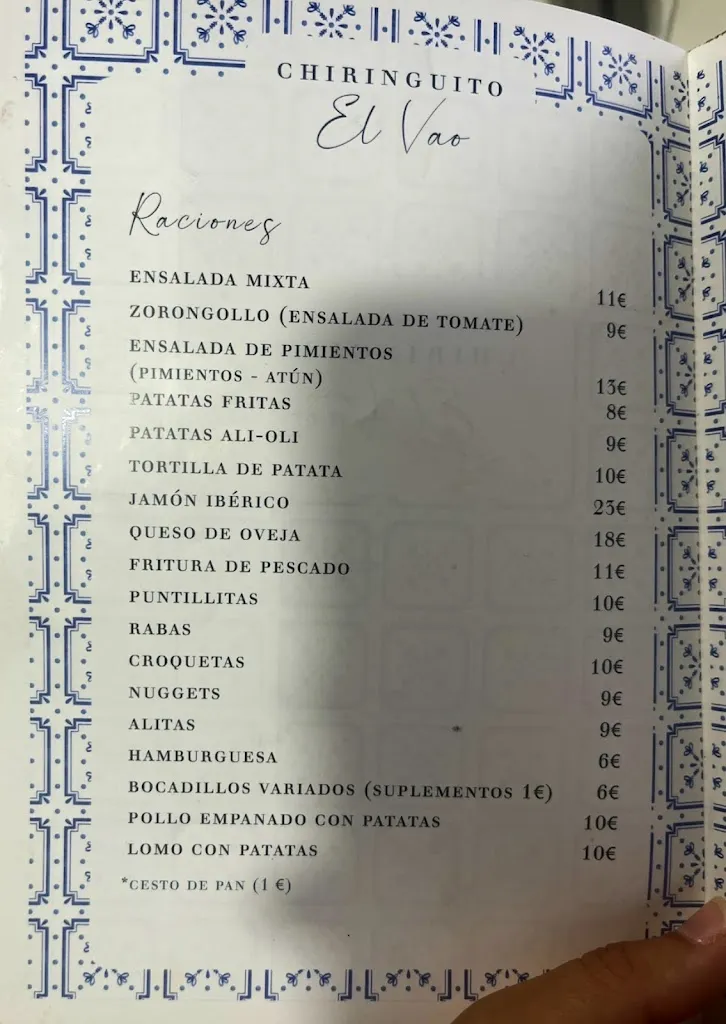 CHIRINGUITO
El Vao
Raciones
ENSALADA MIXTA 11€
ZORONGOLLO (ENSALADA DE TOMATE) 9€
ENSALADA DE PIMIENTOS
(PIMIENTOS - ATÚN) 13€
PATATAS FRITAS 8€
PATATAS ALI-OLI 9€
TORTILLA DE PATATA 10€
JAMÓN IBÉRICO 23€
QUESO DE OVEJA 18€
FRITURA DE PESCADO 11€
PUNTILLITAS 10€
RABAS 9€
CROQUETAS 10€
NUGGETS 9€
ALITAS 9€
HAMBURGUESA 6€
BOCADILLOS VARIADOS (SUPLEMENTOS 1€) 6€
POLLO EMPANADO CON PATATAS 10€
LOMO CON PATATAS 10€
*CESTO DE PAN (1 €)